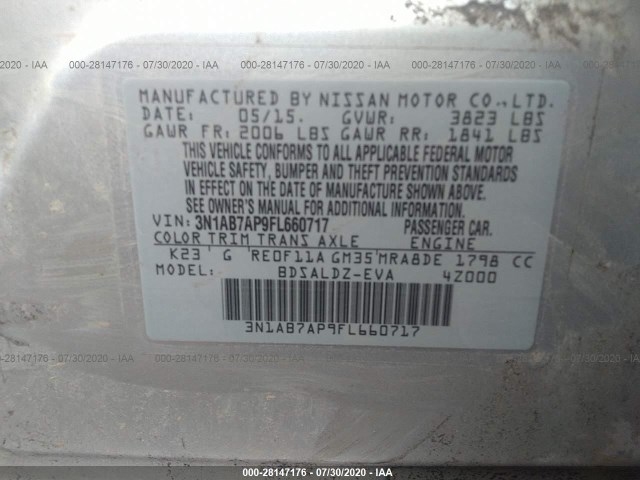 000-28147176 - 07/30/2020 - IAA
MANUFACTURED BY NISSAN MOTOR CO.,LTD.
DATE: 05/15. GVWR: 3823 LBS
GAWR FR: 2006 LBS GAWR RR: 1841 LBS
THIS VEHICLE CONFORMS TO ALL APPLICABLE FEDERAL MOTOR
VEHICLE SAFETY, BUMPER AND THEFT PREVENTION STANDARDS
IN EFFECT ON THE DATE OF MANUFACTURE SHOWN ABOVE.
SEE OWNER'S MANUAL FOR ADDITIONAL INFORMATION.
VIN: 3N1AB7AP9FL660717 PASSENGER CAR.
COLOR TRIM TRANS AXLE ENGINE
K23 G RE0F11A GM35 MRA8DE 1798 CC
MODEL: BDSALDZ-EVA 4Z000
3N1AB7AP9FL660717
000-28147176 - 07/30/2020 - IAA